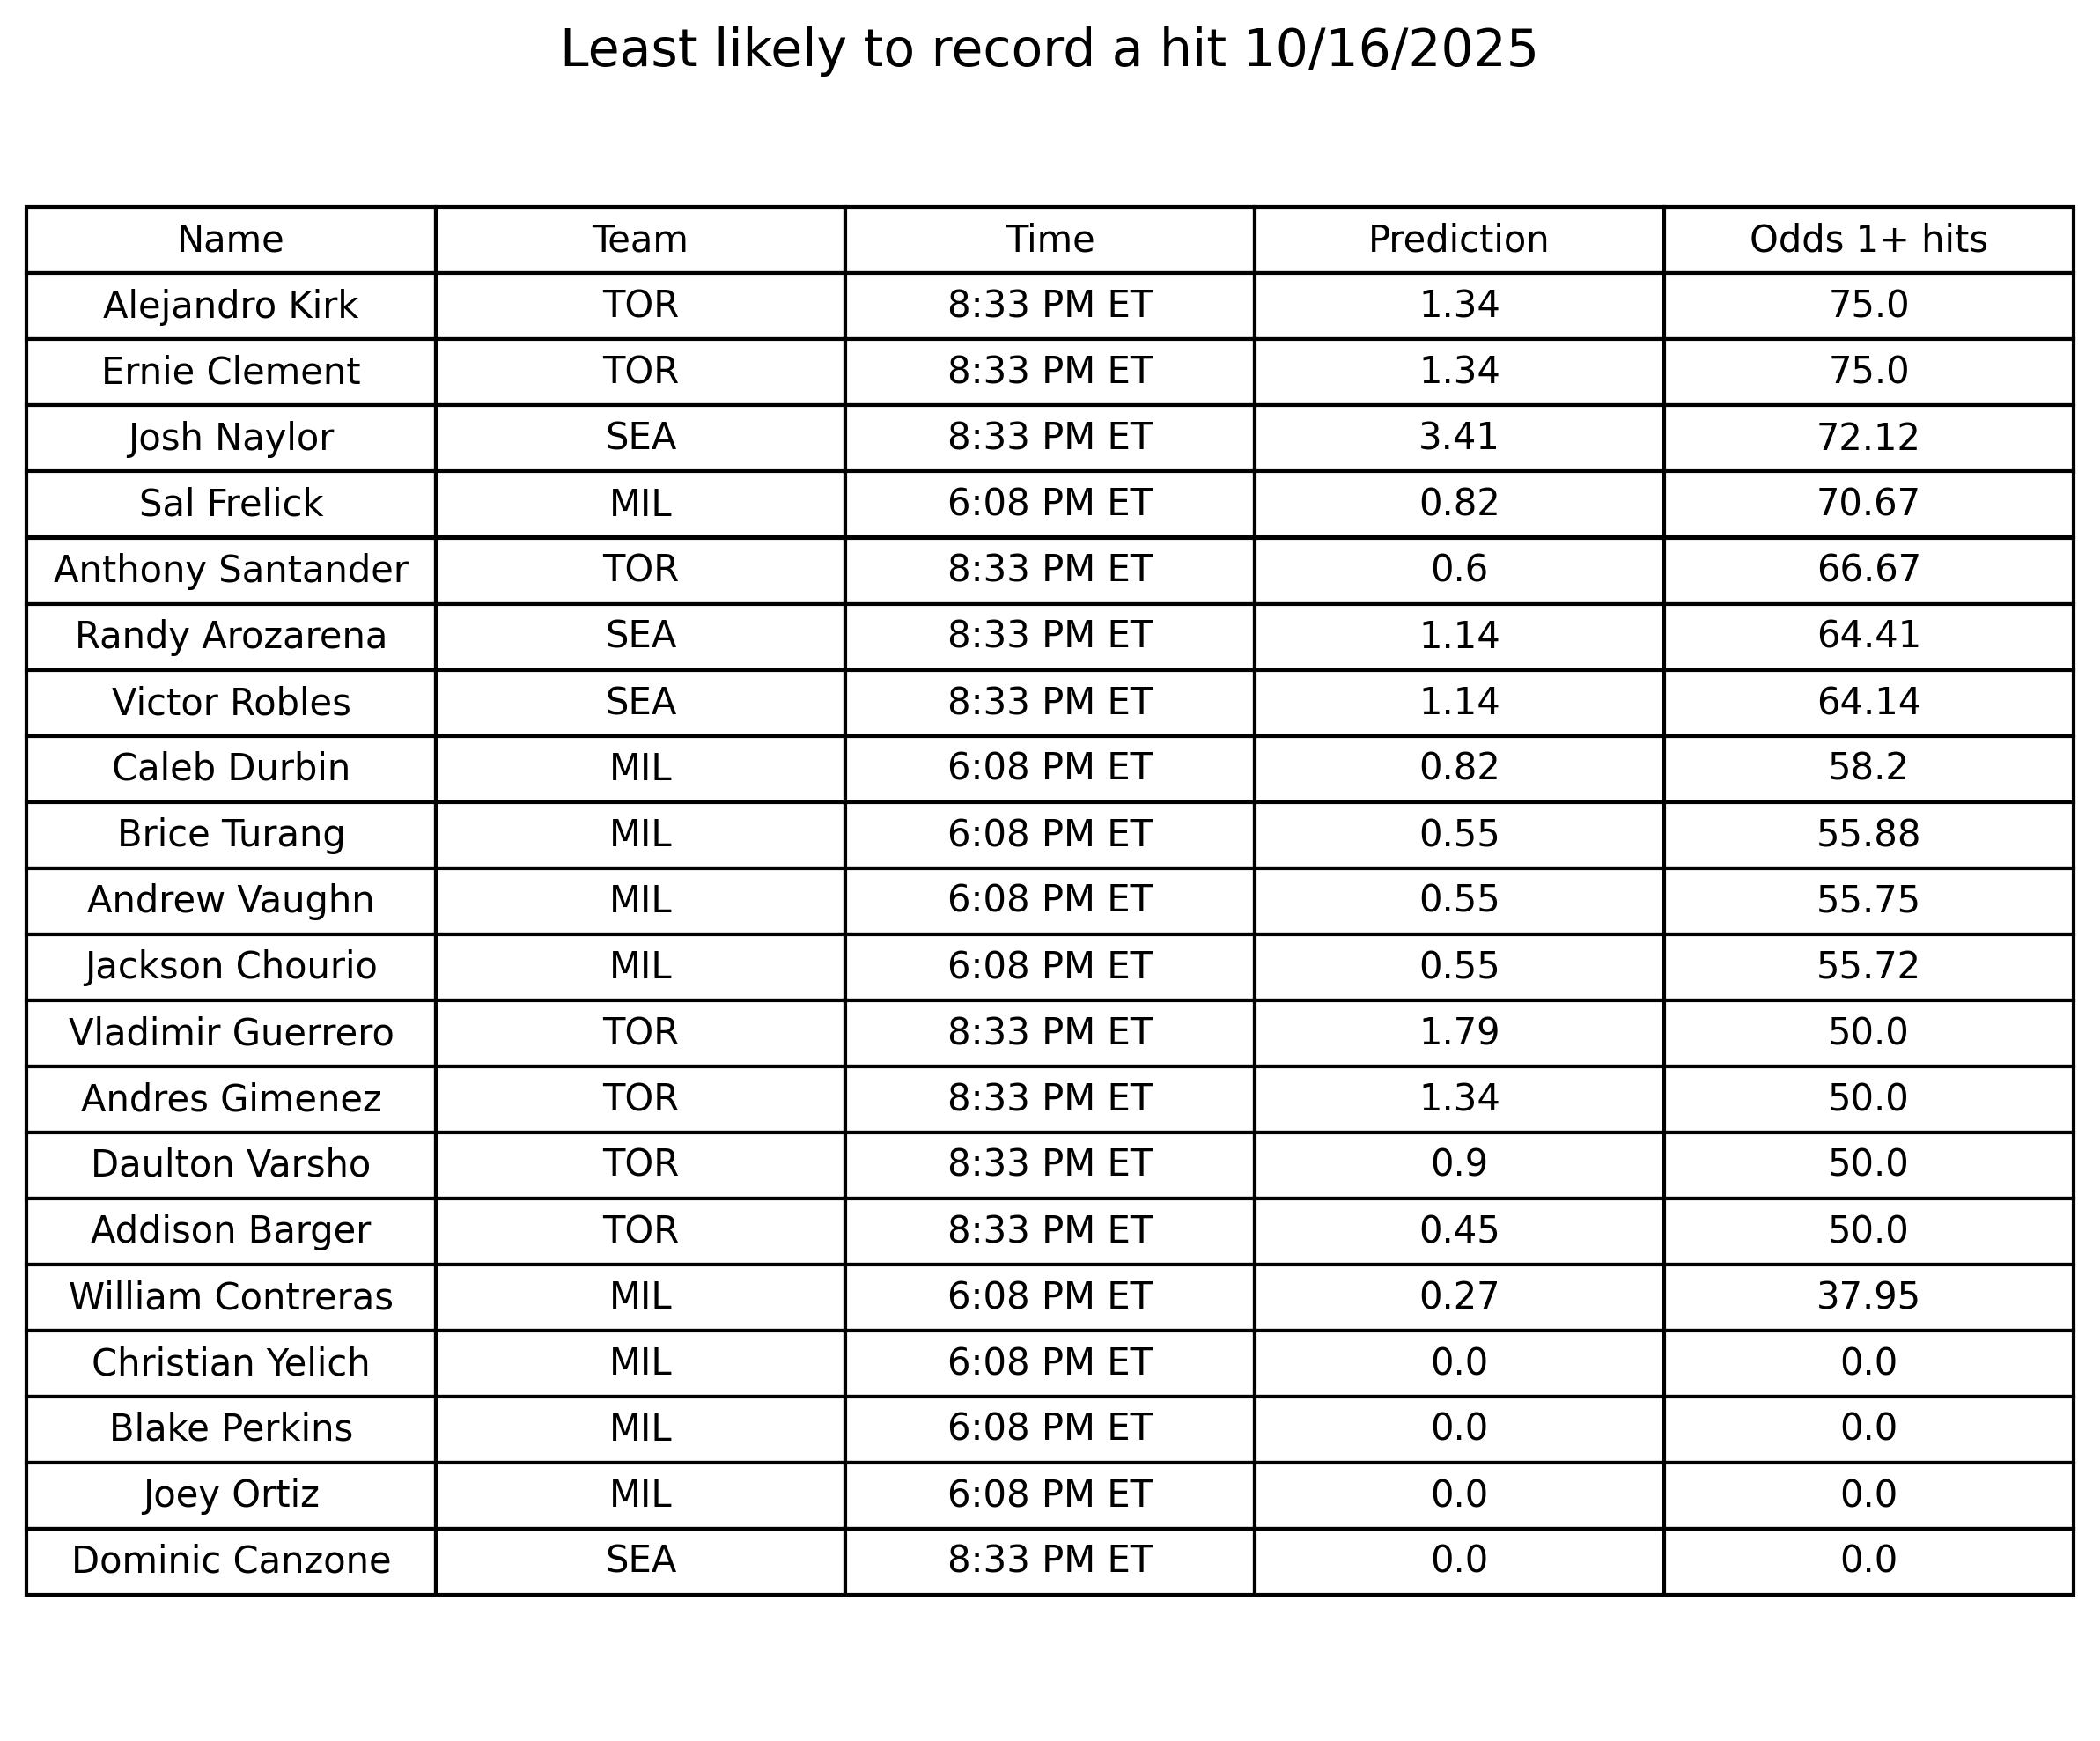 Least likely to record a hit 10/16/2025
Name Team Time Prediction Odds 1+ hits
Alejandro Kirk TOR 8:33 PM ET 1.34 75.0
Ernie Clement TOR 8:33 PM ET 1.34 75.0
Josh Naylor SEA 8:33 PM ET 3.41 72.12
Sal Frelick MIL 6:08 PM ET 0.82 70.67
Anthony Santander TOR 8:33 PM ET 0.6 66.67
Randy Arozarena SEA 8:33 PM ET 1.14 64.41
Victor Robles SEA 8:33 PM ET 1.14 64.14
Caleb Durbin MIL 6:08 PM ET 0.82 58.2
Brice Turang MIL 6:08 PM ET 0.55 55.88
Andrew Vaughn MIL 6:08 PM ET 0.55 55.75
Jackson Chourio MIL 6:08 PM ET 0.55 55.72
Vladimir Guerrero TOR 8:33 PM ET 1.79 50.0
Andres Gimenez TOR 8:33 PM ET 1.34 50.0
Daulton Varsho TOR 8:33 PM ET 0.9 50.0
Addison Barger TOR 8:33 PM ET 0.45 50.0
William Contreras MIL 6:08 PM ET 0.27 37.95
Christian Yelich MIL 6:08 PM ET 0.0 0.0
Blake Perkins MIL 6:08 PM ET 0.0 0.0
Joey Ortiz MIL 6:08 PM ET 0.0 0.0
Dominic Canzone SEA 8:33 PM ET 0.0 0.0